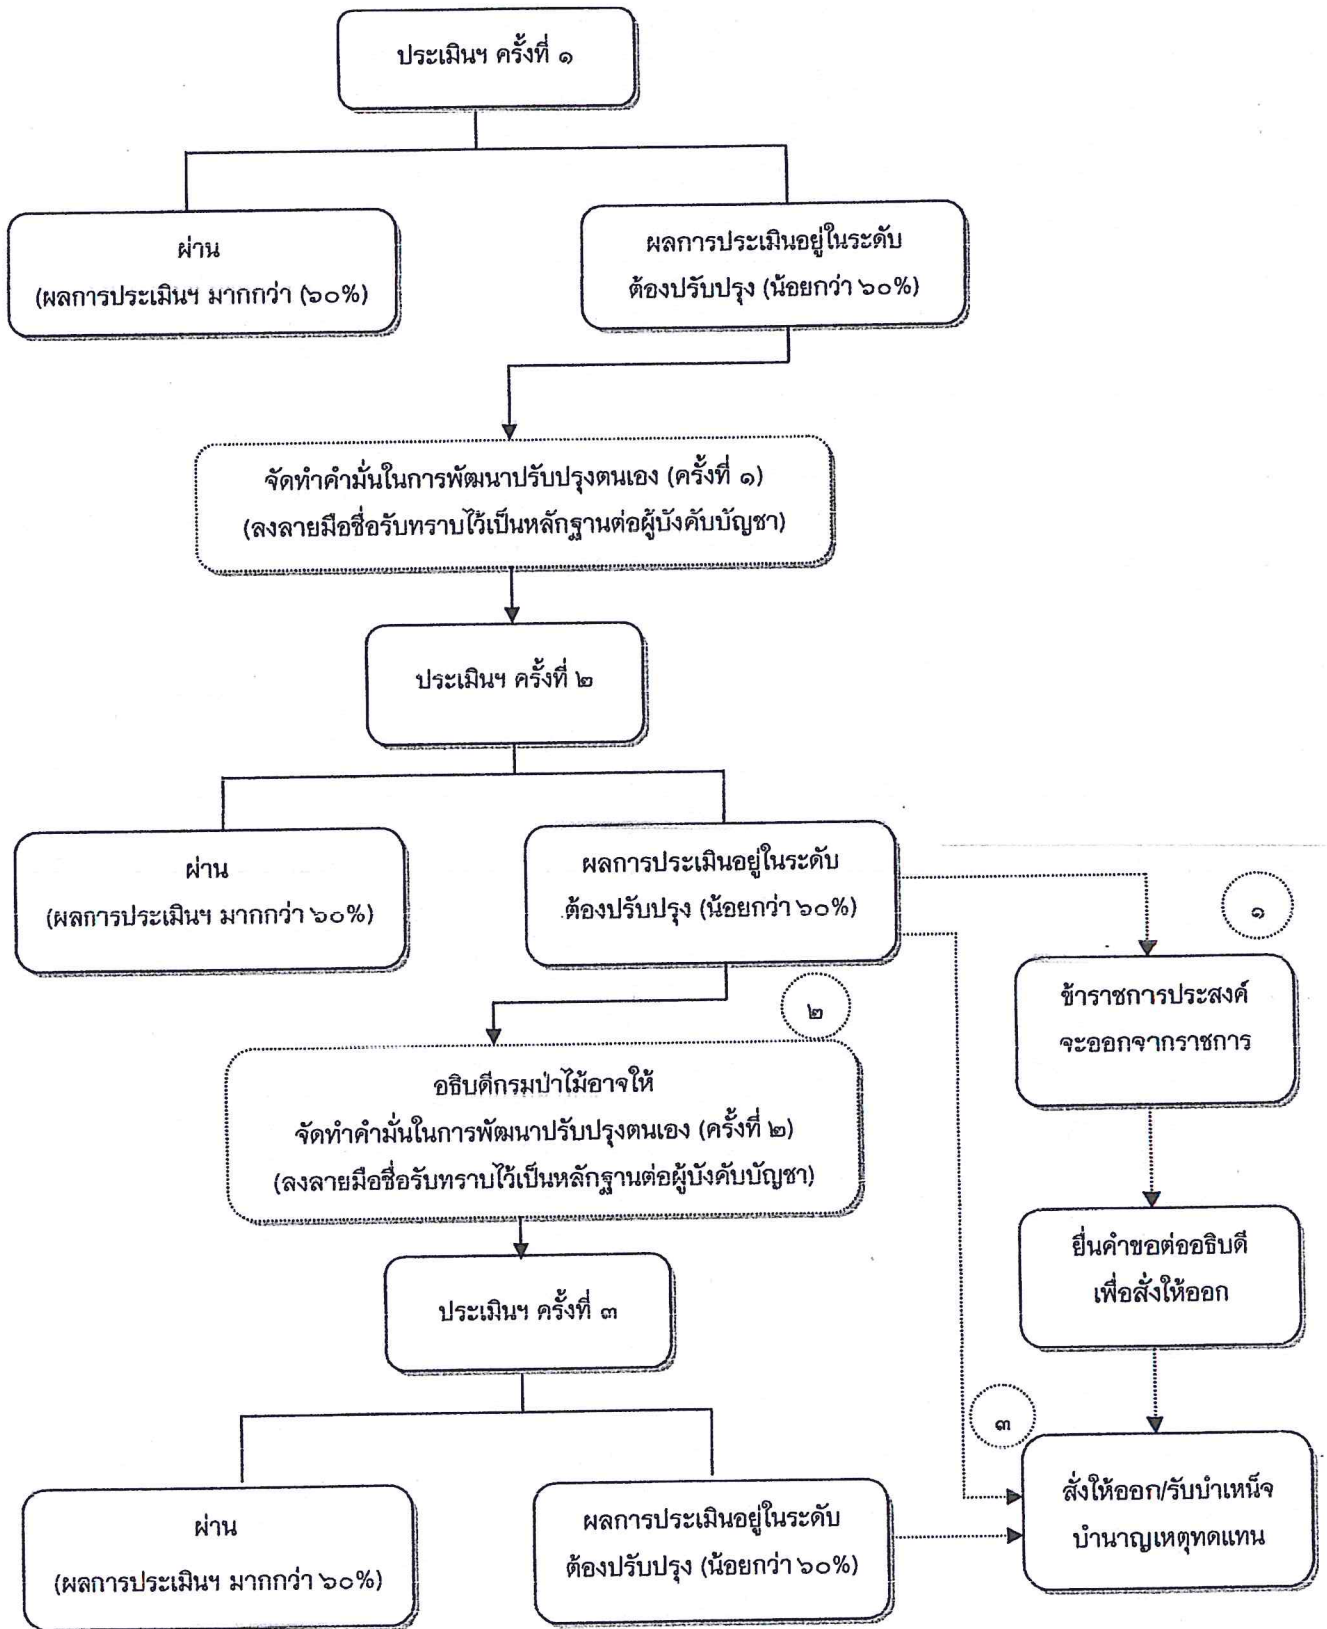 ประเมินฯ ครั้งที่ ๑
ผ่าน
(ผลการประเมินฯ มากกว่า (๖๐%)
ผลการประเมินอยู่ในระดับ
ต้องปรับปรุง (น้อยกว่า ๖๐%)
จัดทำคำมั่นในการพัฒนาปรับปรุงตนเอง (ครั้งที่ ๑)
(ลงลายมือชื่อรับทราบไว้เป็นหลักฐานต่อผู้บังคับบัญชา)
ประเมินฯ ครั้งที่ ๒
ผ่าน
(ผลการประเมินฯ มากกว่า ๖๐%)
ผลการประเมินอยู่ในระดับ
ต้องปรับปรุง (น้อยกว่า ๖๐%)
๑
ข้าราชการประสงค์
จะออกจากราชการ
๒
อธิบดีกรมป่าไม้อาจให้
จัดทำคำมั่นในการพัฒนาปรับปรุงตนเอง (ครั้งที่ ๒)
(ลงลายมือชื่อรับทราบไว้เป็นหลักฐานต่อผู้บังคับบัญชา)
ยื่นคำขอต่ออธิบดี
เพื่อสั่งให้ออก
ประเมินฯ ครั้งที่ ๓
๓
สั่งให้ออก/รับบำเหน็จ
บำนาญเหตุทดแทน
ผ่าน
(ผลการประเมินฯ มากกว่า ๖๐%)
ผลการประเมินอยู่ในระดับ
ต้องปรับปรุง (น้อยกว่า ๖๐%)